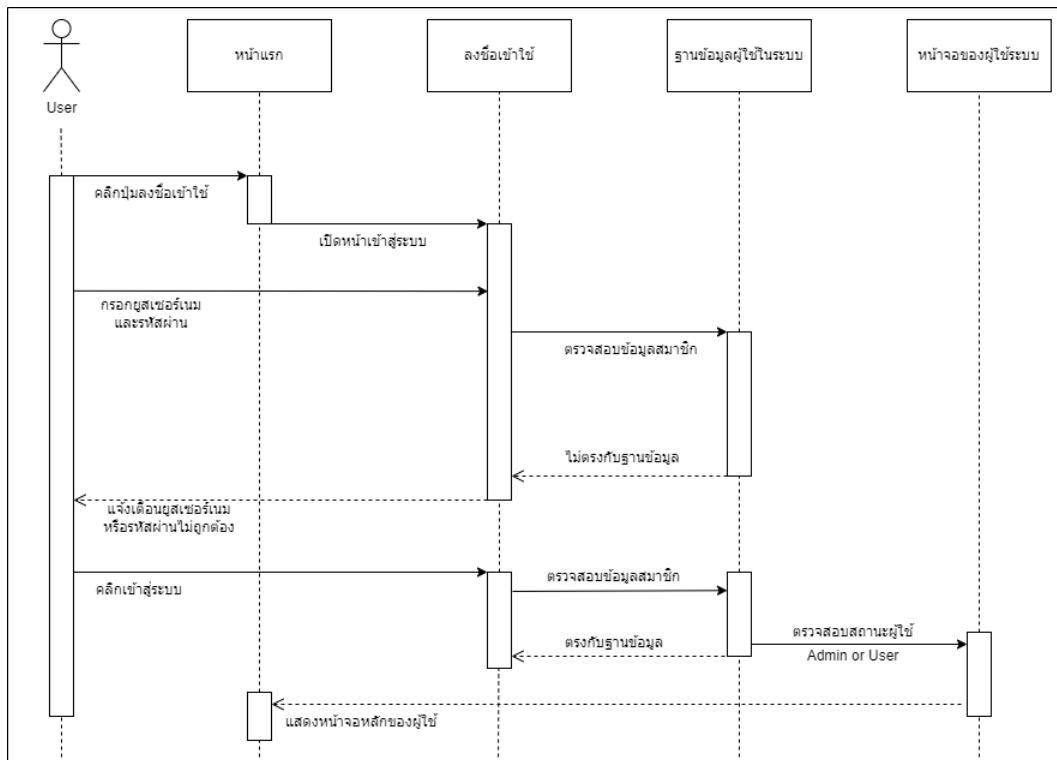 User
หน้าแรก
ลงชื่อเข้าใช้
ฐานข้อมูลผู้ใช้ในระบบ
หน้าจอของผู้ใช้ระบบ
คลิกปุ่มลงชื่อเข้าใช้
เปิดหน้าเข้าสู่ระบบ
กรอกยูสเซอร์เนม
และรหัสผ่าน
ตรวจสอบข้อมูลสมาชิก
ไม่ตรงกับฐานข้อมูล
แจ้งเตือนยูสเซอร์เนม
หรือรหัสผ่านไม่ถูกต้อง
คลิกเข้าสู่ระบบ
ตรวจสอบข้อมูลสมาชิก
ตรงกับฐานข้อมูล
ตรวจสอบสถานะผู้ใช้
Admin or User
แสดงหน้าจอหลักของผู้ใช้